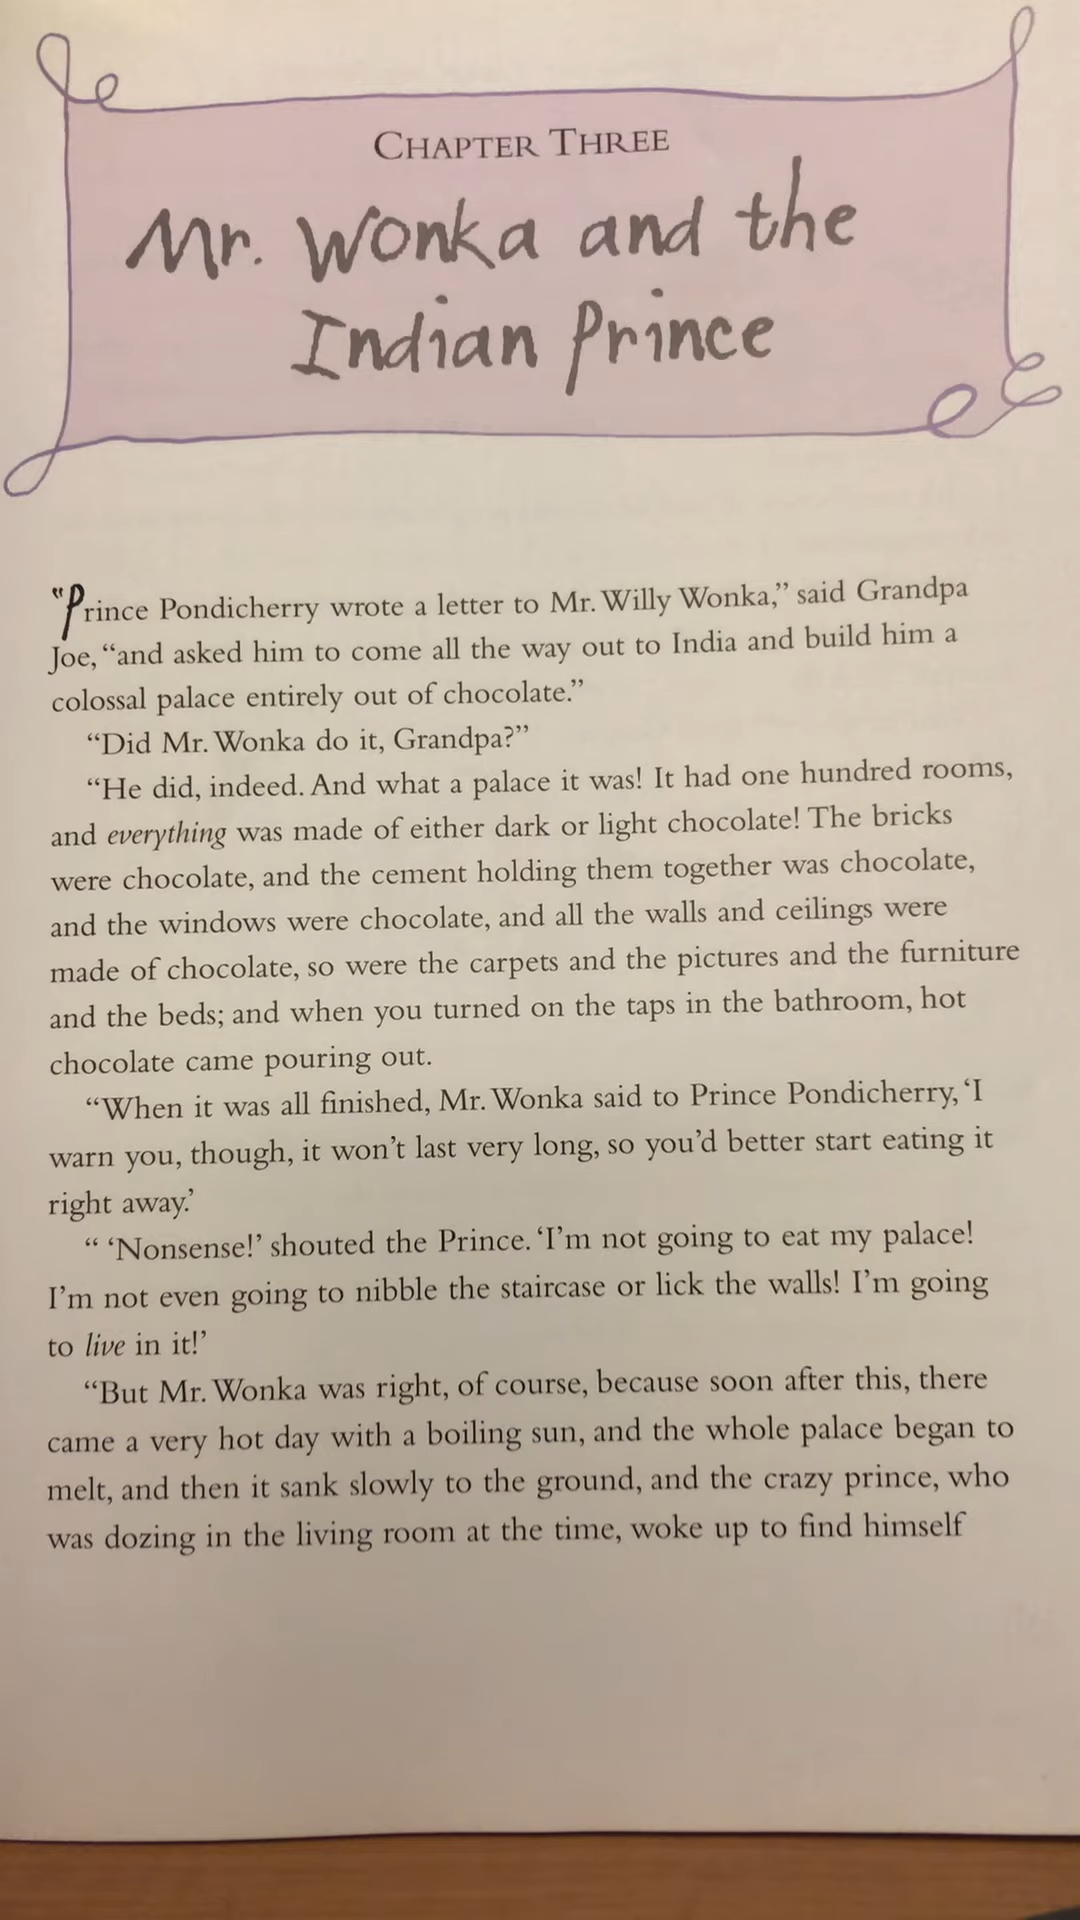 CHAPTER THREE
Mr. Wonka and the
Indian Prince
“Prince Pondicherry wrote a letter to Mr. Willy Wonka,” said Grandpa
Joe, “and asked him to come all the way out to India and build him a
colossal palace entirely out of chocolate.”
“Did Mr. Wonka do it, Grandpa?”
“He did, indeed. And what a palace it was! It had one hundred rooms,
and everything was made of either dark or light chocolate! The bricks
were chocolate, and the cement holding them together was chocolate,
and the windows were chocolate, and all the walls and ceilings were
made of chocolate, so were the carpets and the pictures and the furniture
and the beds; and when you turned on the taps in the bathroom, hot
chocolate came pouring out.
“When it was all finished, Mr. Wonka said to Prince Pondicherry, ‘I
warn you, though, it won’t last very long, so you’d better start eating it
right away.’
“ ‘Nonsense!’ shouted the Prince. ‘I’m not going to eat my palace!
I’m not even going to nibble the staircase or lick the walls! I’m going
to live in it!’
“But Mr. Wonka was right, of course, because soon after this, there
came a very hot day with a boiling sun, and the whole palace began to
melt, and then it sank slowly to the ground, and the crazy prince, who
was dozing in the living room at the time, woke up to find himself